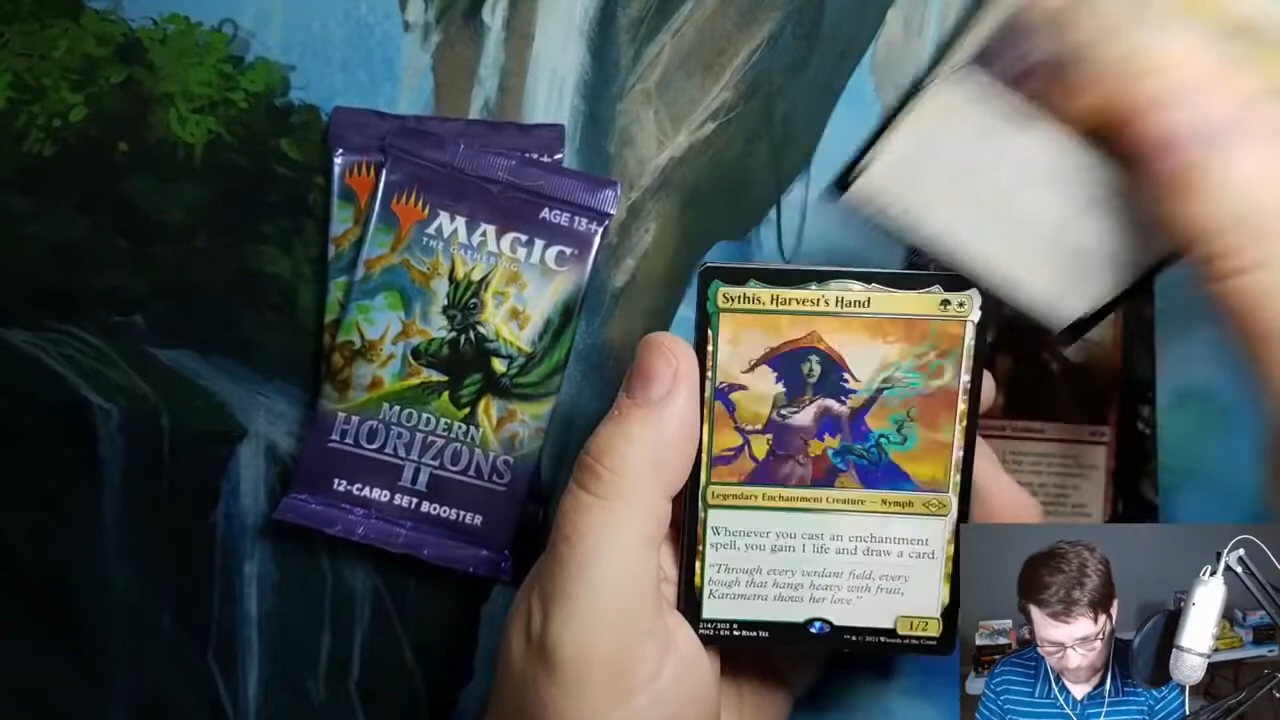 AGE 13+
MAGIC
THE GATHERING
MODERN
HORIZONS
II
12-CARD SET BOOSTER
Sythis, Harvest's Hand
Legendary Enchantment Creature — Nymph
Whenever you cast an enchantment
spell, you gain 1 life and draw a card.
"Through every verdant field, every
bough that hangs heavy with fruit,
Karametra shows her love."
1/2
214/303 R
MH2 • EN Ryan Yee
™ & © 2021 Wizards of the Coast